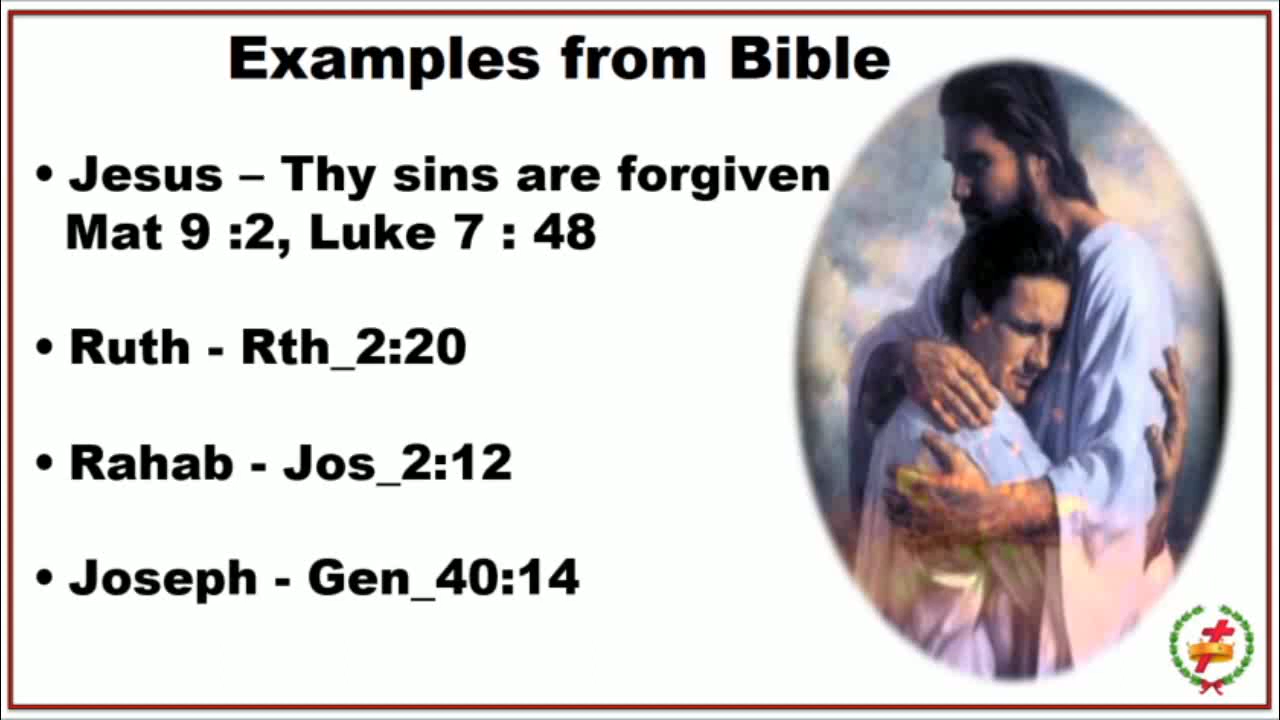 Examples from Bible
• Jesus – Thy sins are forgiven
Mat 9 :2, Luke 7 : 48
• Ruth - Rth_2:20
• Rahab - Jos_2:12
• Joseph - Gen_40:14